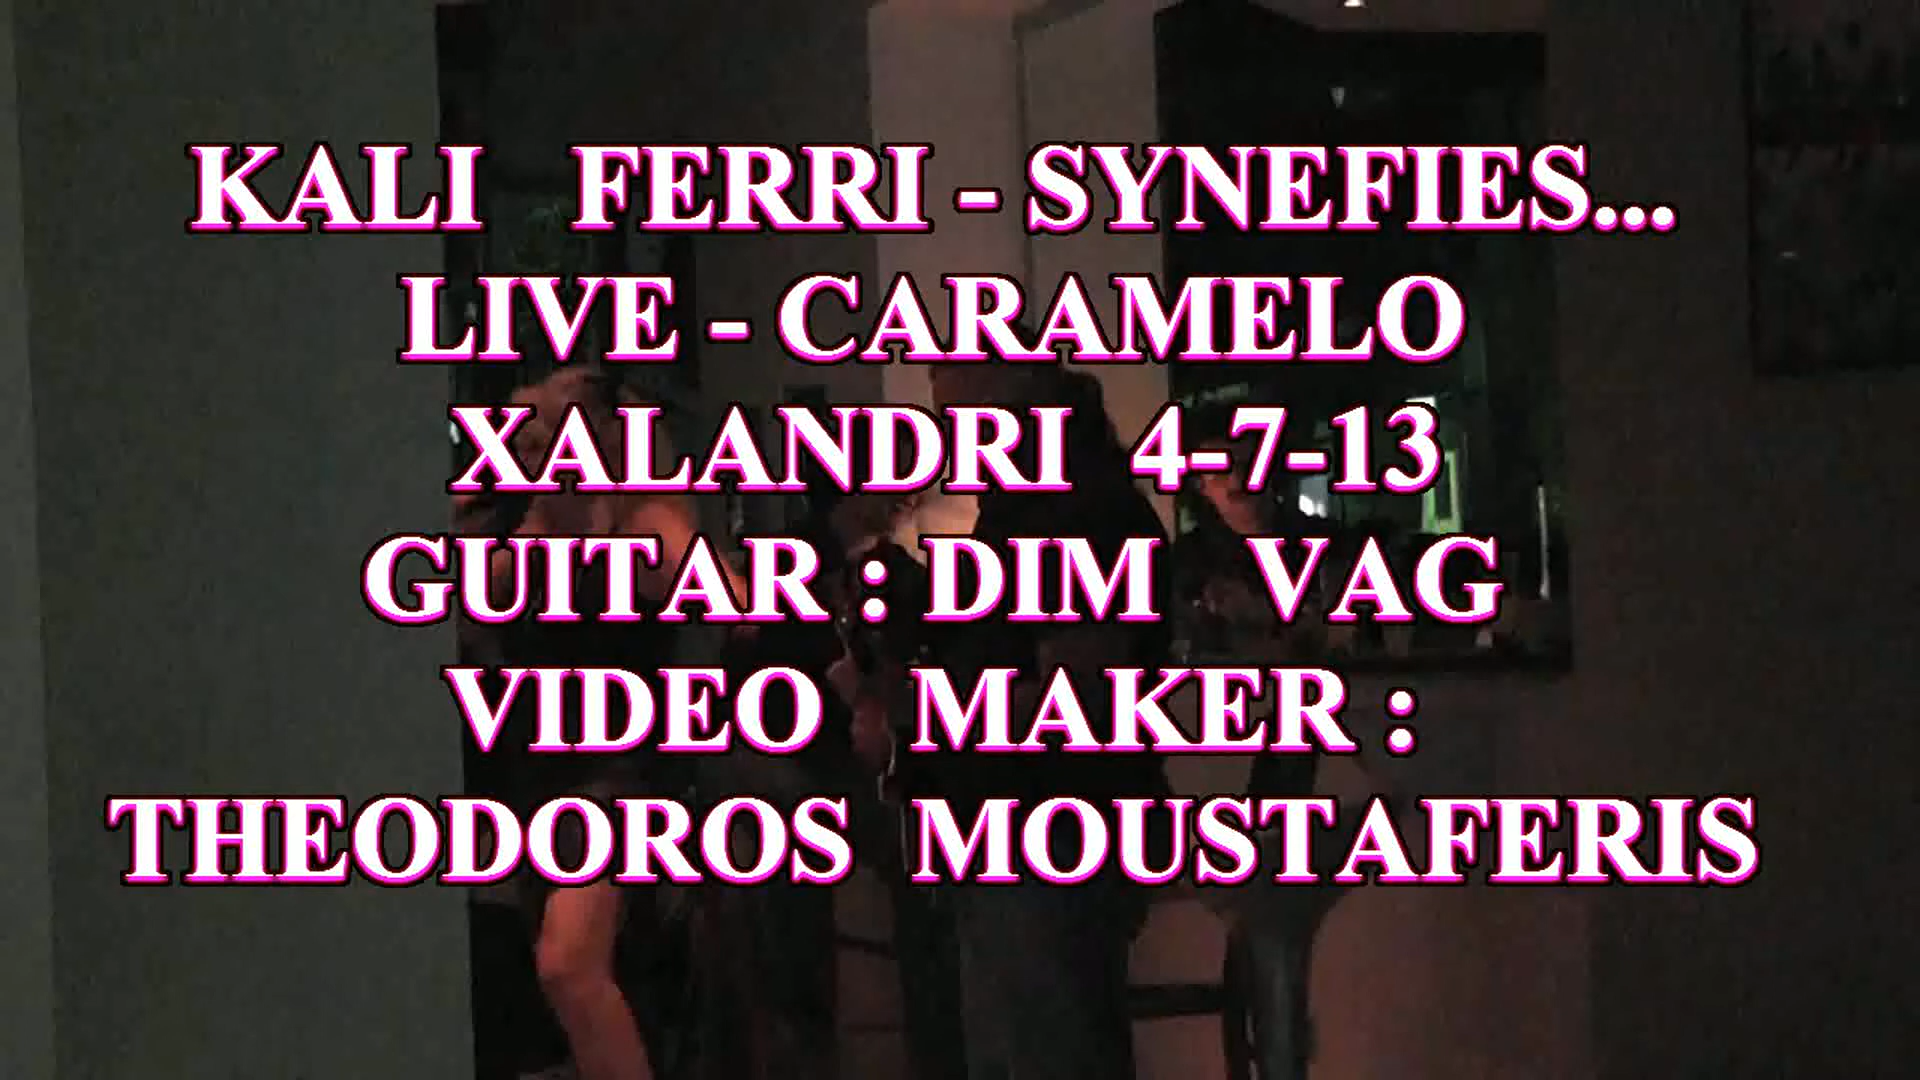 KALI FERRI - SYNEFIES...
LIVE - CARAMELO
XALANDRI 4-7-13
GUITAR : DIM VAG
VIDEO MAKER :
THEODOROS MOUSTAFERIS